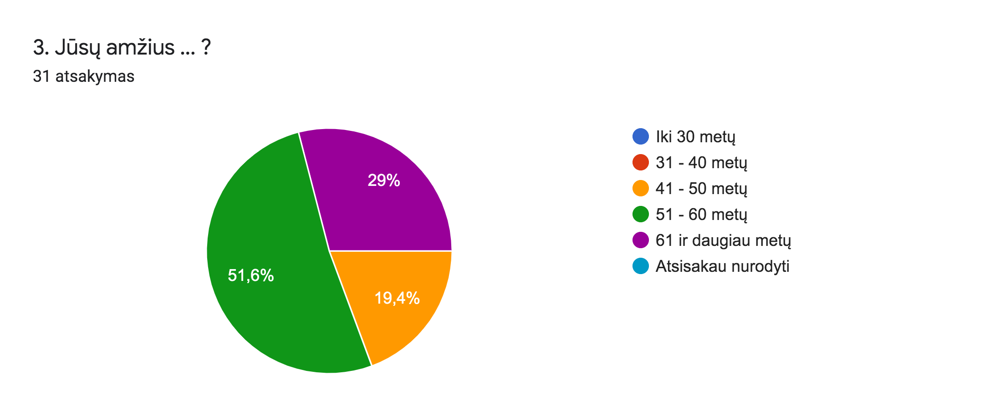 3. Jūsų amžius ... ?
31 atsakymas
29%
51,6%
19,4%
Iki 30 metų
31 - 40 metų
41 - 50 metų
51 - 60 metų
61 ir daugiau metų
Atsisakau nurodyti